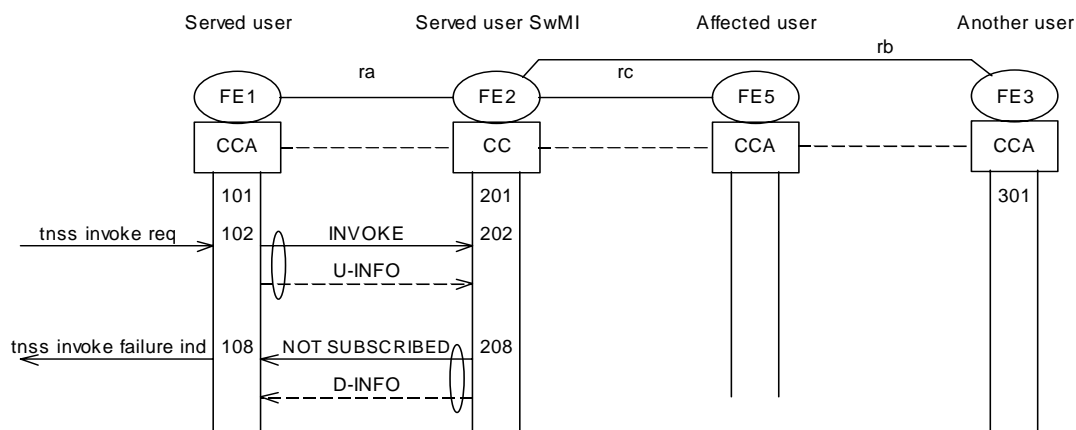 Served user Served user SwMI Affected user Another user
rb
ra rc
FE1 FE2 FE5 FE3
CCA CC CCA CCA
101 201 301
tnss invoke req 102 INVOKE 202
U-INFO
tnss invoke failure ind 108 NOT SUBSCRIBED 208
D-INFO